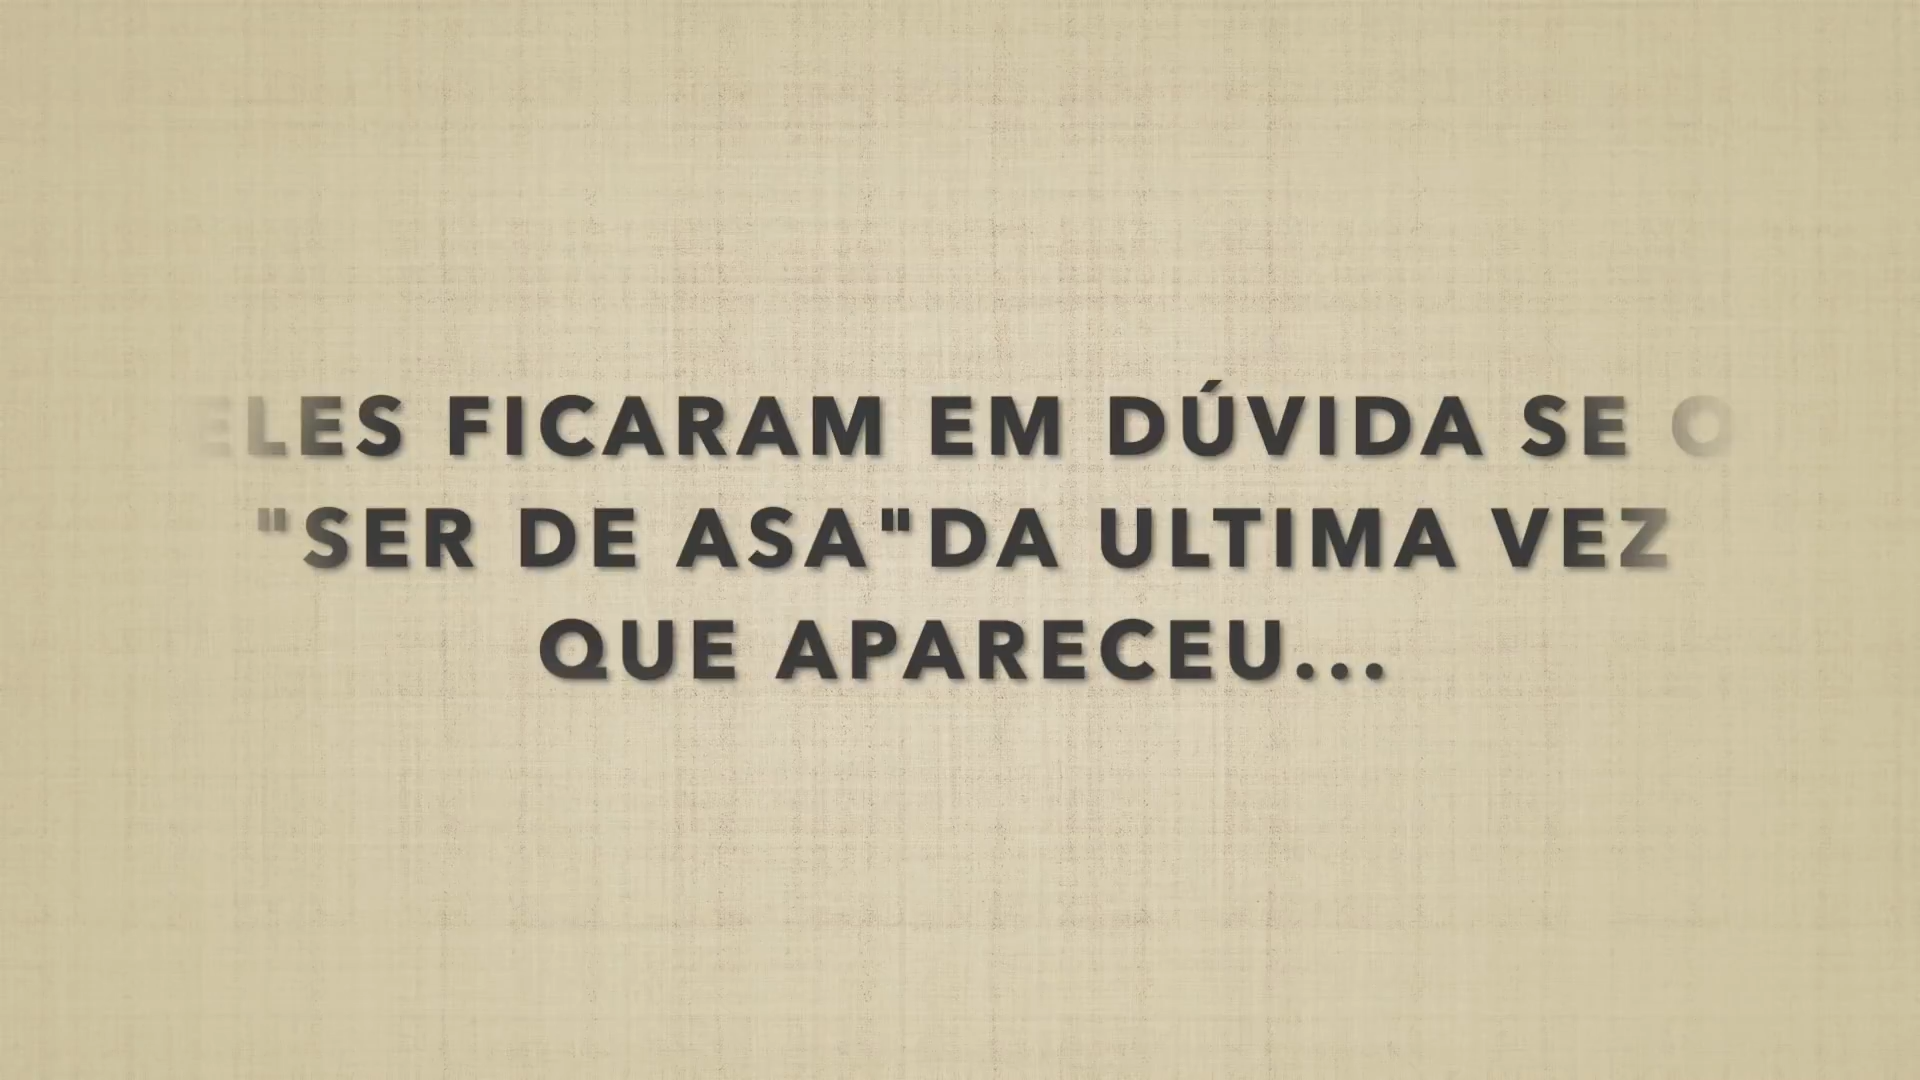 ELES FICARAM EM DÚVIDA SE O
"SER DE ASA"DA ULTIMA VEZ
QUE APARECEU...